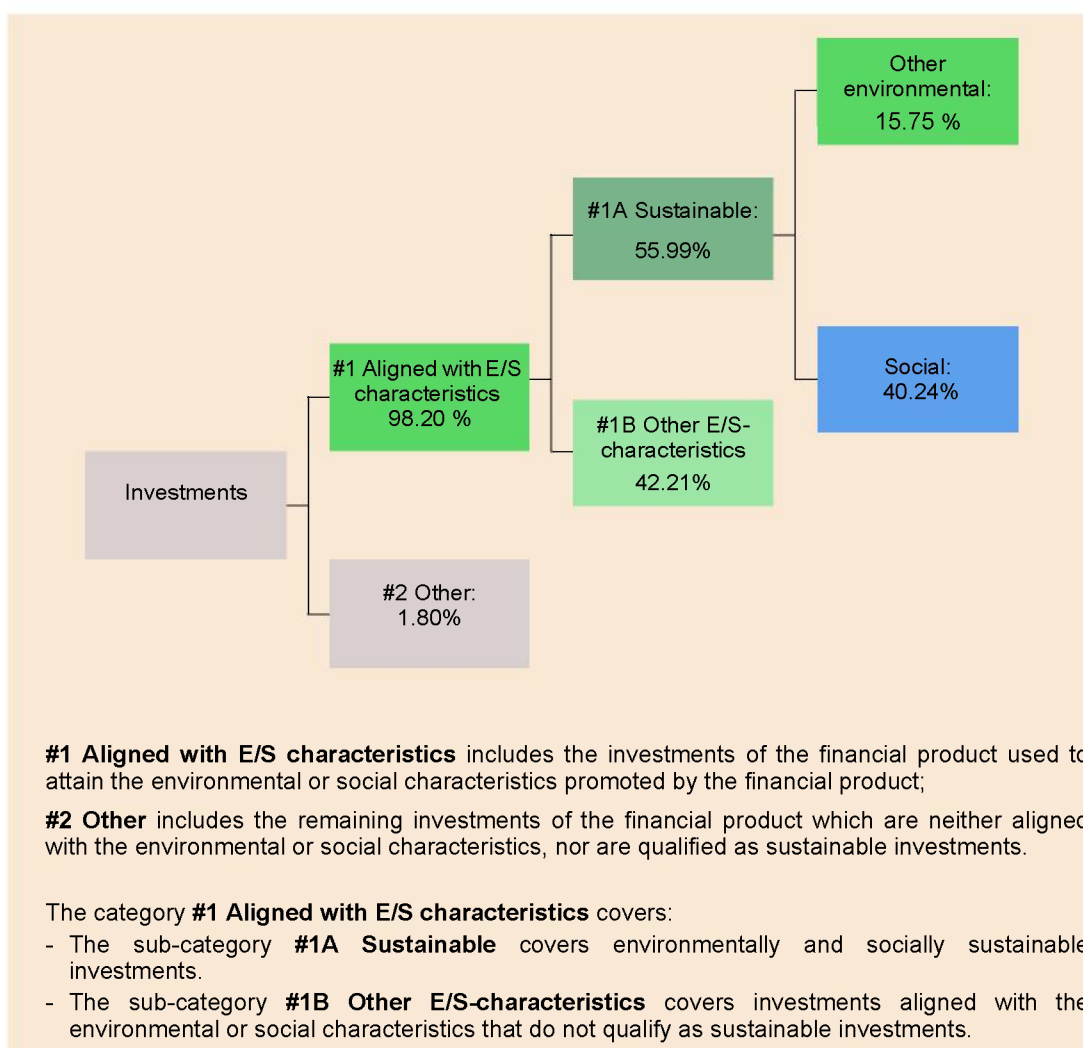 Other
environmental:
15.75 %
#1A Sustainable:
55.99%
#1 Aligned with E/S
characteristics
98.20 %
Social:
40.24%
#1B Other E/S-
characteristics
42.21%
Investments
#2 Other:
1.80%
#1 Aligned with E/S characteristics includes the investments of the financial product used to
attain the environmental or social characteristics promoted by the financial product;
#2 Other includes the remaining investments of the financial product which are neither aligned
with the environmental or social characteristics, nor are qualified as sustainable investments.
The category #1 Aligned with E/S characteristics covers:
- The sub-category #1A Sustainable covers environmentally and socially sustainable
investments.
- The sub-category #1B Other E/S-characteristics covers investments aligned with the
environmental or social characteristics that do not qualify as sustainable investments.